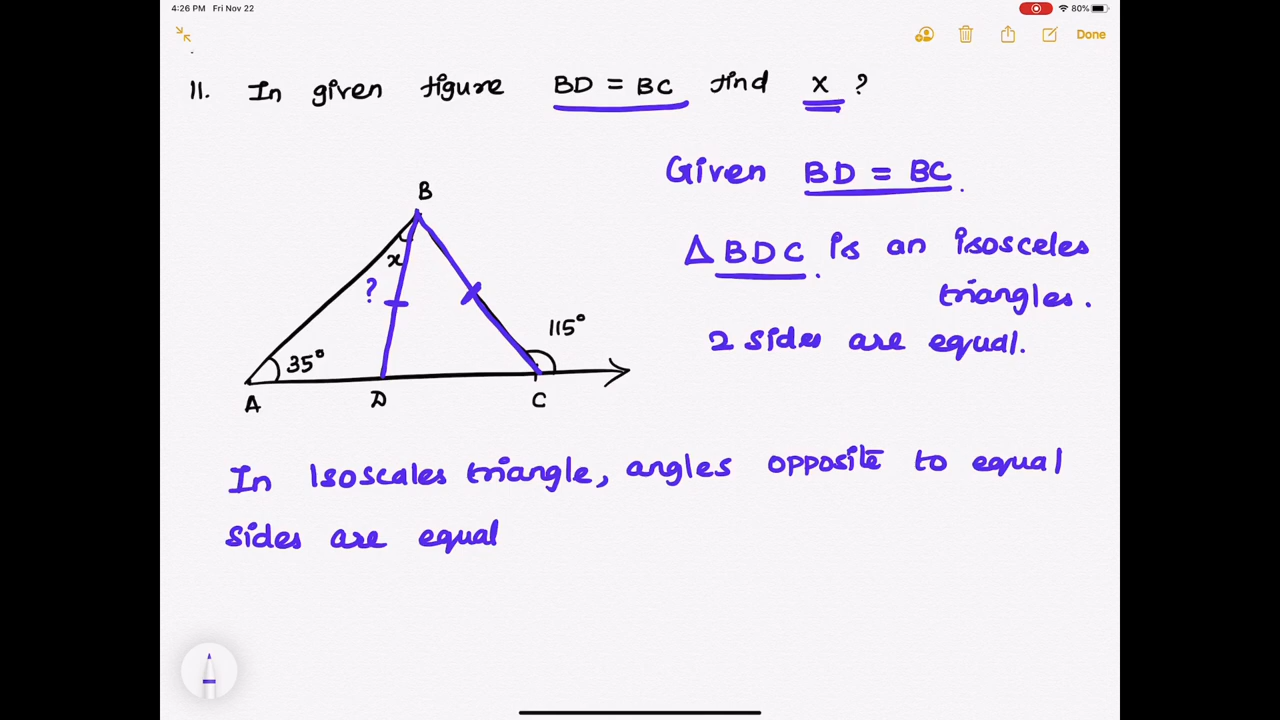 4:26 PM Fri Nov 22
80%
Done
11. In given figure BD = BC find x ?
Given BD = BC.
B
Δ BDC is an isosceles
x
triangles.
?
115°
2 sides are equal.
35°
A
D
C
In Isoscales triangle, angles opposite to equal
sides are equal